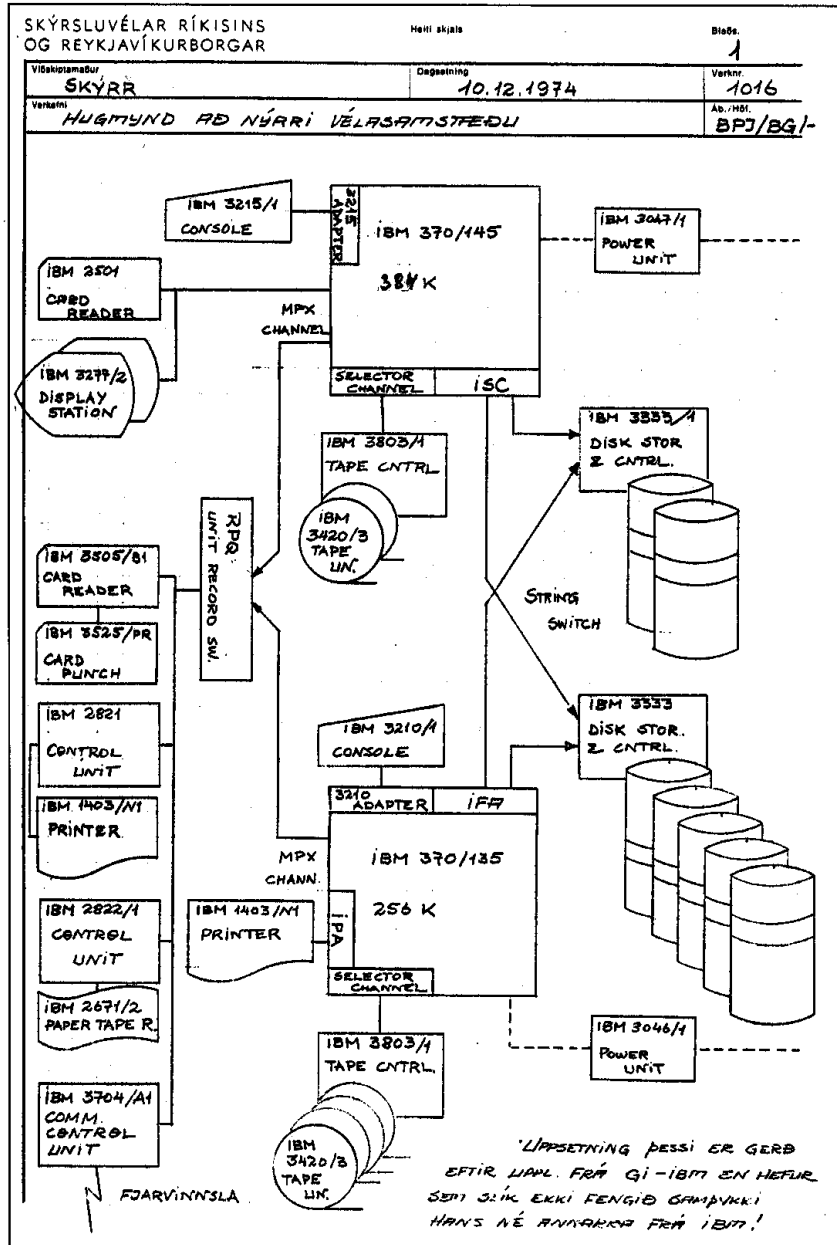 SKÝRSLUVÉLAR RÍKISINS
OG REYKJAVÍKURBORGAR
Heiti skjals
Blaðs.
1
Viðskiptamaður
SKÝRR
Dagsetning
10.12.1974
Verknr.
1016
Verkefni
HUGMYND AÐ NÝRRI VÉLASAMSTÆÐU
Áb./Höf.
BPJ/BG/-
IBM 3215/1
CONSOLE
3215
ADAPTER
IBM 370/145
384 K
IBM 3047/1
POWER
UNIT
IBM 2501
CARD
READER
MPX
CHANNEL
IBM 3277/2
DISPLAY
STATION
SELECTOR
CHANNEL
ISC
IBM 3333/1
DISK STOR
& CNTRL.
IBM 3803/1
TAPE CNTRL
IBM
3420/3
TAPE
UN.
RPQ
UNIT RECORD SW.
IBM 3505/B1
CARD
READER
IBM 3525/PR
CARD
PUNCH
STRING
SWITCH
IBM 2821
CONTROL
UNIT
IBM 1403/N1
PRINTER
IBM 3210/1
CONSOLE
IBM 3333
DISK STOR.
& CNTRL.
3210
ADAPTER
IFA
MPX
CHANN.
IBM 370/135
256 K
IBM 1403/N1
PRINTER
IPA
SELECTOR
CHANNEL
IBM 2822/1
CONTROL
UNIT
IBM 2671/2
PAPER TAPE R.
IBM 3803/1
TAPE CNTRL.
IBM
3420/3
TAPE
UN.
IBM 3046/1
POWER
UNIT
IBM 3704/A1
COMM.
CONTROL
UNIT
FJARVINNSLA
UPPSETNING ÞESSI ER GERÐ
EFTIR UPPL. FRÁ GI-IBM EN HEFUR
SEM SLÍK EKKI FENGIÐ SAMÞYKKI
HANS NÉ ANNARRA FRÁ IBM!